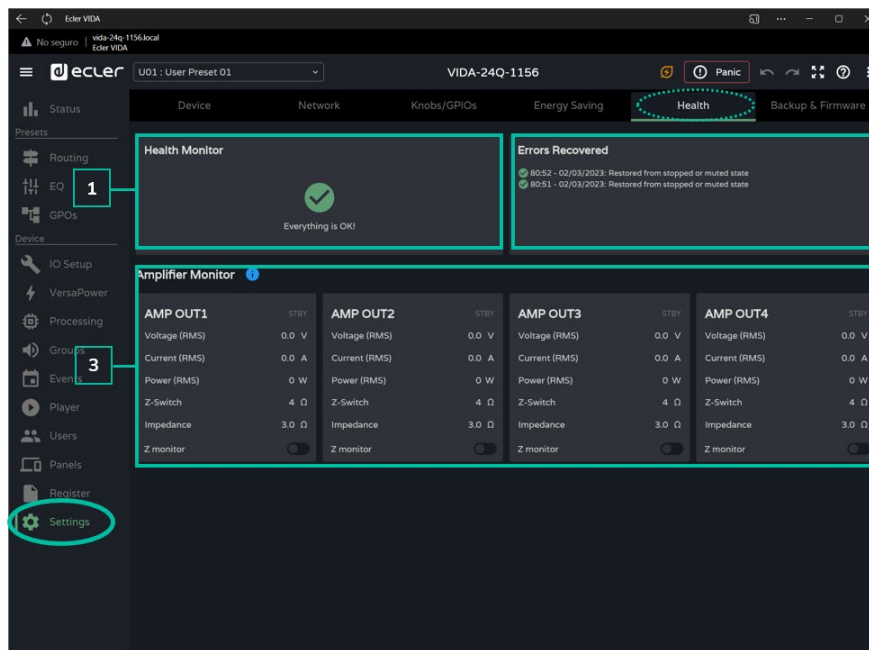 Ecler VIDA
No seguro
vida-24q-1156.local
Ecler VIDA
ecler
U01 : User Preset 01
VIDA-24Q-1156
Panic
Status
Presets
Routing
EQ
GPOs
Device
IO Setup
VersaPower
Processing
Groups
Events
Player
Users
Panels
Register
Settings
Device
Network
Knobs/GPIOs
Energy Saving
Health
Backup & Firmware
1
Health Monitor
Everything is OK!
Errors Recovered
80:52 - 02/03/2023: Restored from stopped or muted state
80:51 - 02/03/2023: Restored from stopped or muted state
3
Amplifier Monitor
AMP OUT1 STBY
Voltage (RMS) 0.0 V
Current (RMS) 0.0 A
Power (RMS) 0 W
Z-Switch 4 Ω
Impedance 3.0 Ω
Z monitor
AMP OUT2 STBY
Voltage (RMS) 0.0 V
Current (RMS) 0.0 A
Power (RMS) 0 W
Z-Switch 4 Ω
Impedance 3.0 Ω
Z monitor
AMP OUT3 STBY
Voltage (RMS) 0.0 V
Current (RMS) 0.0 A
Power (RMS) 0 W
Z-Switch 4 Ω
Impedance 3.0 Ω
Z monitor
AMP OUT4 STBY
Voltage (RMS) 0.0 V
Current (RMS) 0.0 A
Power (RMS) 0 W
Z-Switch 4 Ω
Impedance 3.0 Ω
Z monitor